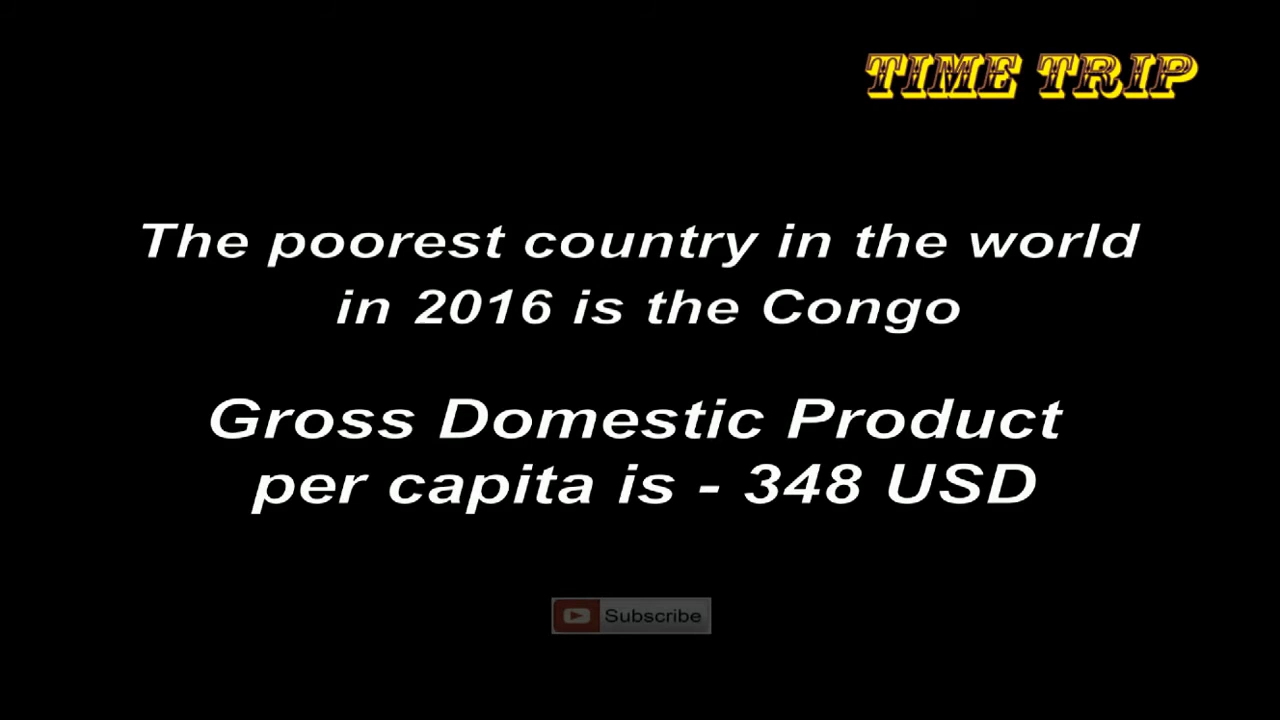 TIME TRIP
The poorest country in the world
in 2016 is the Congo
Gross Domestic Product
per capita is - 348 USD
Subscribe